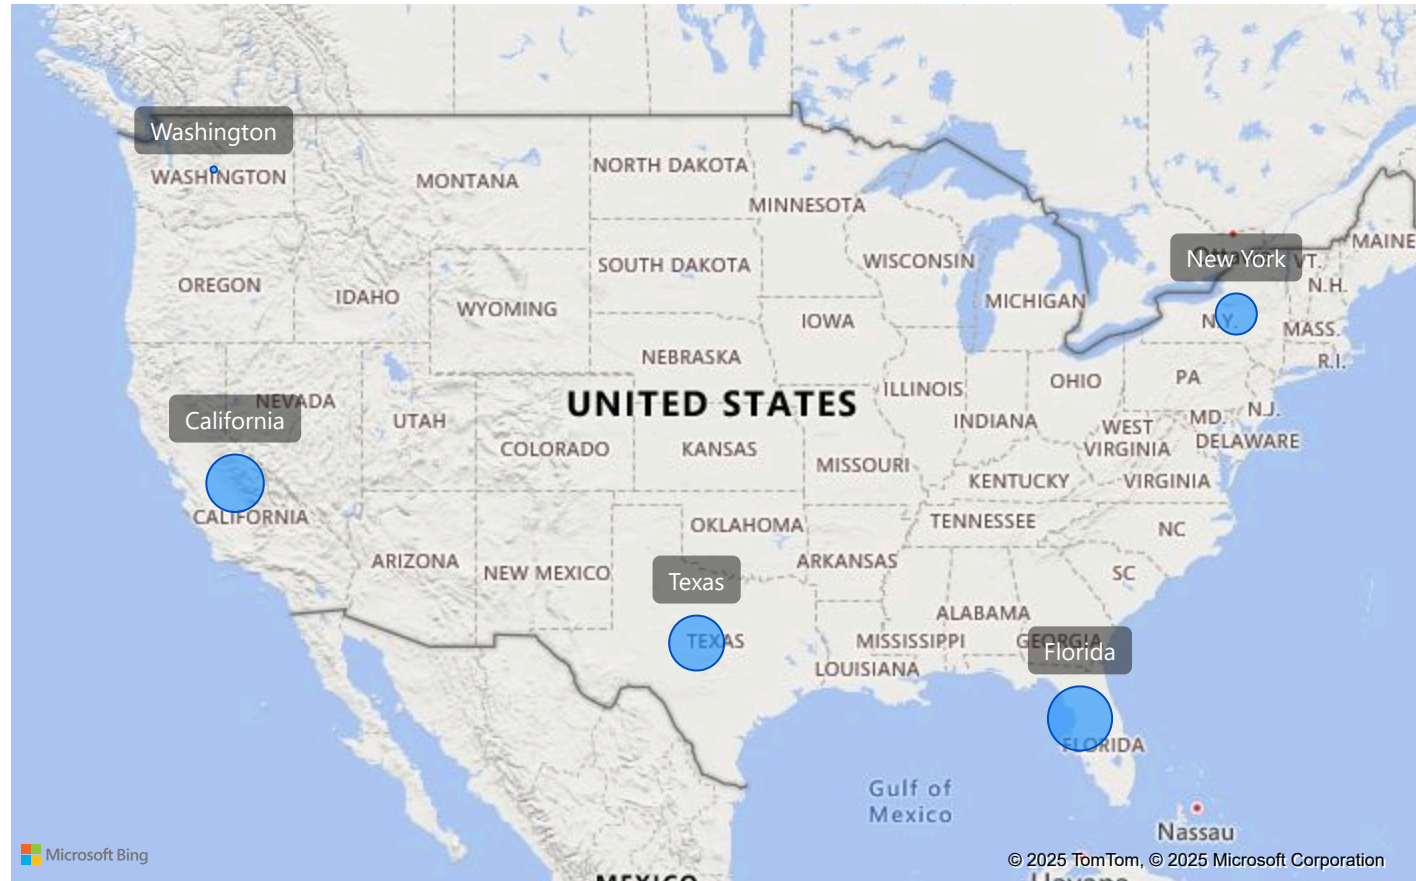 Washington
WASHINGTON
MONTANA
NORTH DAKOTA
MINNESOTA
SOUTH DAKOTA
WISCONSIN
New York
VT.
MAINE
N.H.
OREGON
IDAHO
WYOMING
MICHIGAN
IOWA
N.Y.
MASS.
R.I.
NEBRASKA
ILLINOIS
OHIO
PA
UNITED STATES
NEVADA
California
UTAH
COLORADO
KANSAS
MISSOURI
INDIANA
WEST
VIRGINIA
MD.
N.J.
DELAWARE
KENTUCKY
VIRGINIA
CALIFORNIA
OKLAHOMA
TENNESSEE
NC
ARIZONA
NEW MEXICO
ARKANSAS
SC
Texas
TEXAS
ALABAMA
MISSISSIPPI
GEORGIA
Florida
LOUISIANA
FLORIDA
Gulf of
Mexico
Nassau
Microsoft Bing
© 2025 TomTom, © 2025 Microsoft Corporation
MEXICO